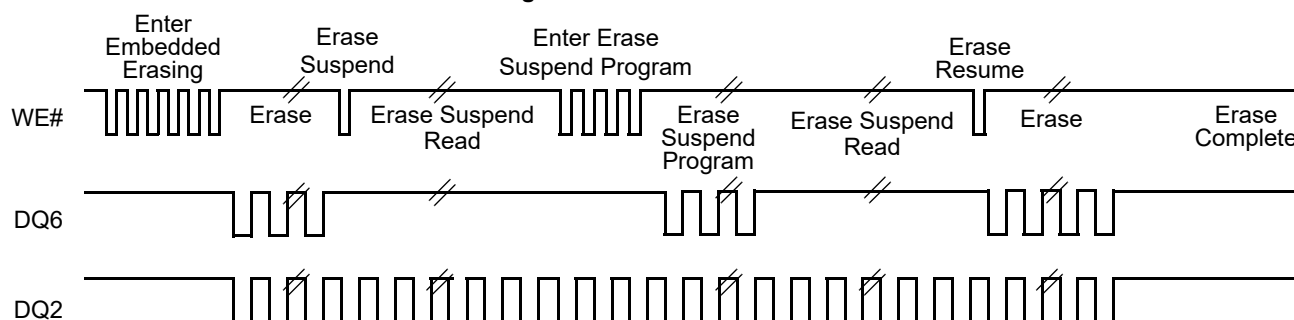 Enter
Embedded
Erasing
Erase
Suspend
Enter Erase
Suspend Program
Erase
Resume
WE#
Erase
Erase Suspend
Read
Erase
Suspend
Program
Erase Suspend
Read
Erase
Erase
Complete
DQ6
DQ2